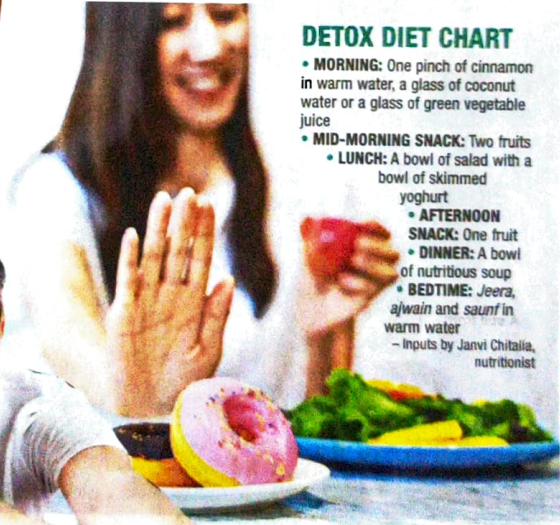 DETOX DIET CHART
• MORNING: One pinch of cinnamon
in warm water, a glass of coconut
water or a glass of green vegetable
juice
• MID-MORNING SNACK: Two fruits
• LUNCH: A bowl of salad with a
bowl of skimmed
yoghurt
• AFTERNOON
SNACK: One fruit
• DINNER: A bowl
of nutritious soup
• BEDTIME: Jeera,
ajwain and saunf in
warm water
– Inputs by Janvi Chitalia,
nutritionist